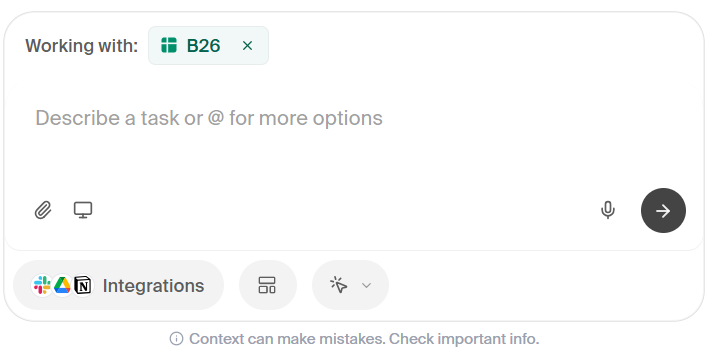 Working with: B26
Describe a task or @ for more options
Integrations
Context can make mistakes. Check important info.